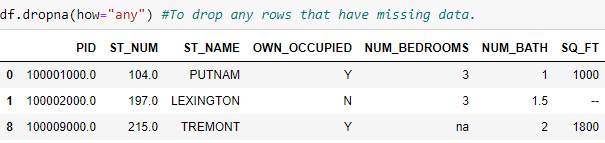 df.dropna(how="any") #To drop any rows that have missing data.
PID ST_NUM ST_NAME OWN_OCCUPIED NUM_BEDROOMS NUM_BATH SQ_FT
0 100001000.0 104.0 PUTNAM Y 3 1 1000
1 100002000.0 197.0 LEXINGTON N 3 1.5 --
8 100009000.0 215.0 TREMONT Y na 2 1800